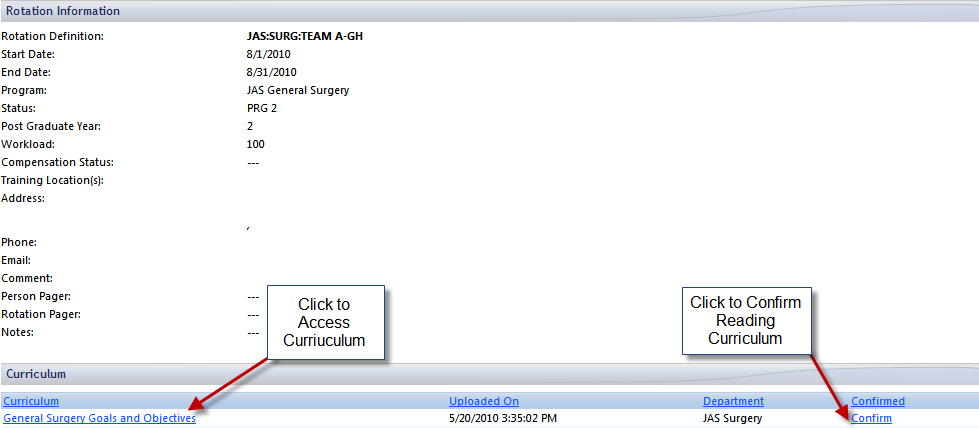 Rotation Information
Rotation Definition: JAS:SURG:TEAM A-GH
Start Date: 8/1/2010
End Date: 8/31/2010
Program: JAS General Surgery
Status: PRG 2
Post Graduate Year: 2
Workload: 100
Compensation Status: ---
Training Location(s):
Address:
,
Phone:
Email:
Comment:
Person Pager: ---
Rotation Pager: ---
Notes: ---
Click to
Access
Curriuculum
Click to Confirm
Reading
Curriculum
Curriculum
Curriculum Uploaded On Department Confirmed
General Surgery Goals and Objectives 5/20/2010 3:35:02 PM JAS Surgery Confirm